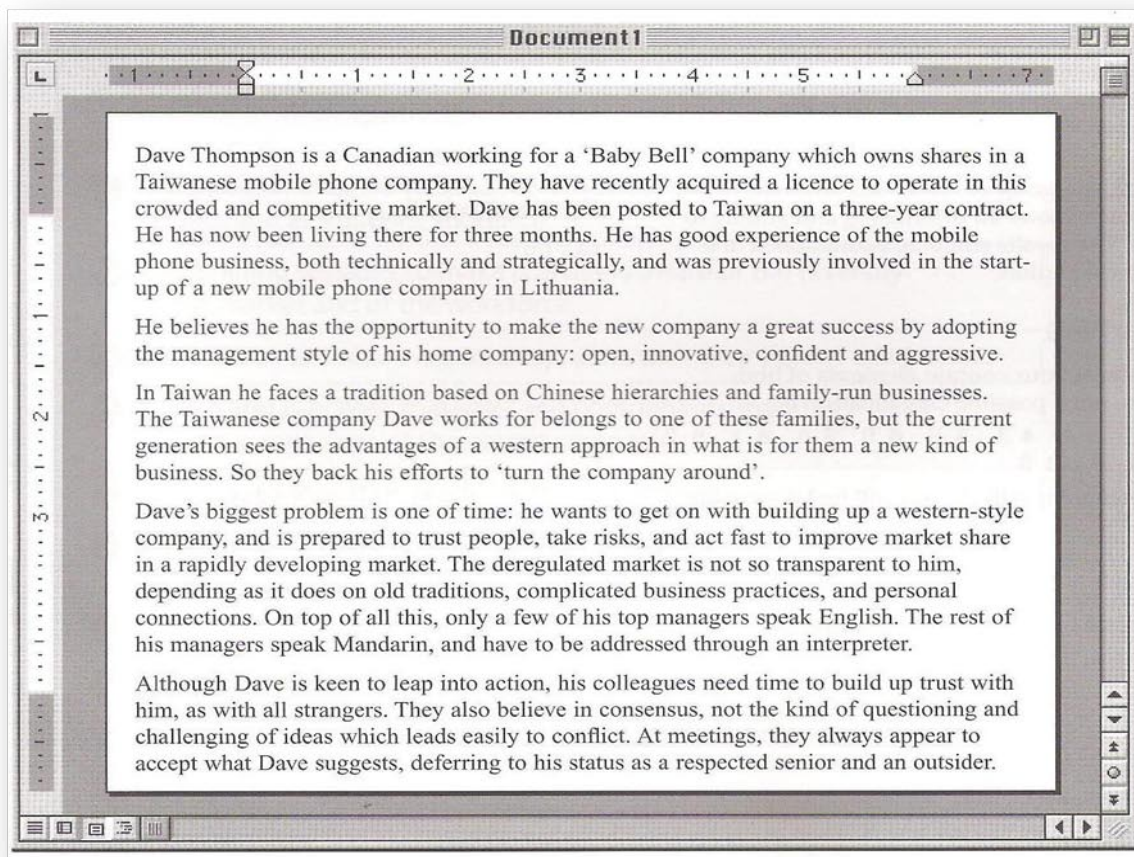 Document1
L
1 1 2 3 4 5 7
1
2
3
Dave Thompson is a Canadian working for a ‘Baby Bell’ company which owns shares in a
Taiwanese mobile phone company. They have recently acquired a licence to operate in this
crowded and competitive market. Dave has been posted to Taiwan on a three-year contract.
He has now been living there for three months. He has good experience of the mobile
phone business, both technically and strategically, and was previously involved in the start-
up of a new mobile phone company in Lithuania.
He believes he has the opportunity to make the new company a great success by adopting
the management style of his home company: open, innovative, confident and aggressive.
In Taiwan he faces a tradition based on Chinese hierarchies and family-run businesses.
The Taiwanese company Dave works for belongs to one of these families, but the current
generation sees the advantages of a western approach in what is for them a new kind of
business. So they back his efforts to ‘turn the company around’.
Dave’s biggest problem is one of time: he wants to get on with building up a western-style
company, and is prepared to trust people, take risks, and act fast to improve market share
in a rapidly developing market. The deregulated market is not so transparent to him,
depending as it does on old traditions, complicated business practices, and personal
connections. On top of all this, only a few of his top managers speak English. The rest of
his managers speak Mandarin, and have to be addressed through an interpreter.
Although Dave is keen to leap into action, his colleagues need time to build up trust with
him, as with all strangers. They also believe in consensus, not the kind of questioning and
challenging of ideas which leads easily to conflict. At meetings, they always appear to
accept what Dave suggests, deferring to his status as a respected senior and an outsider.